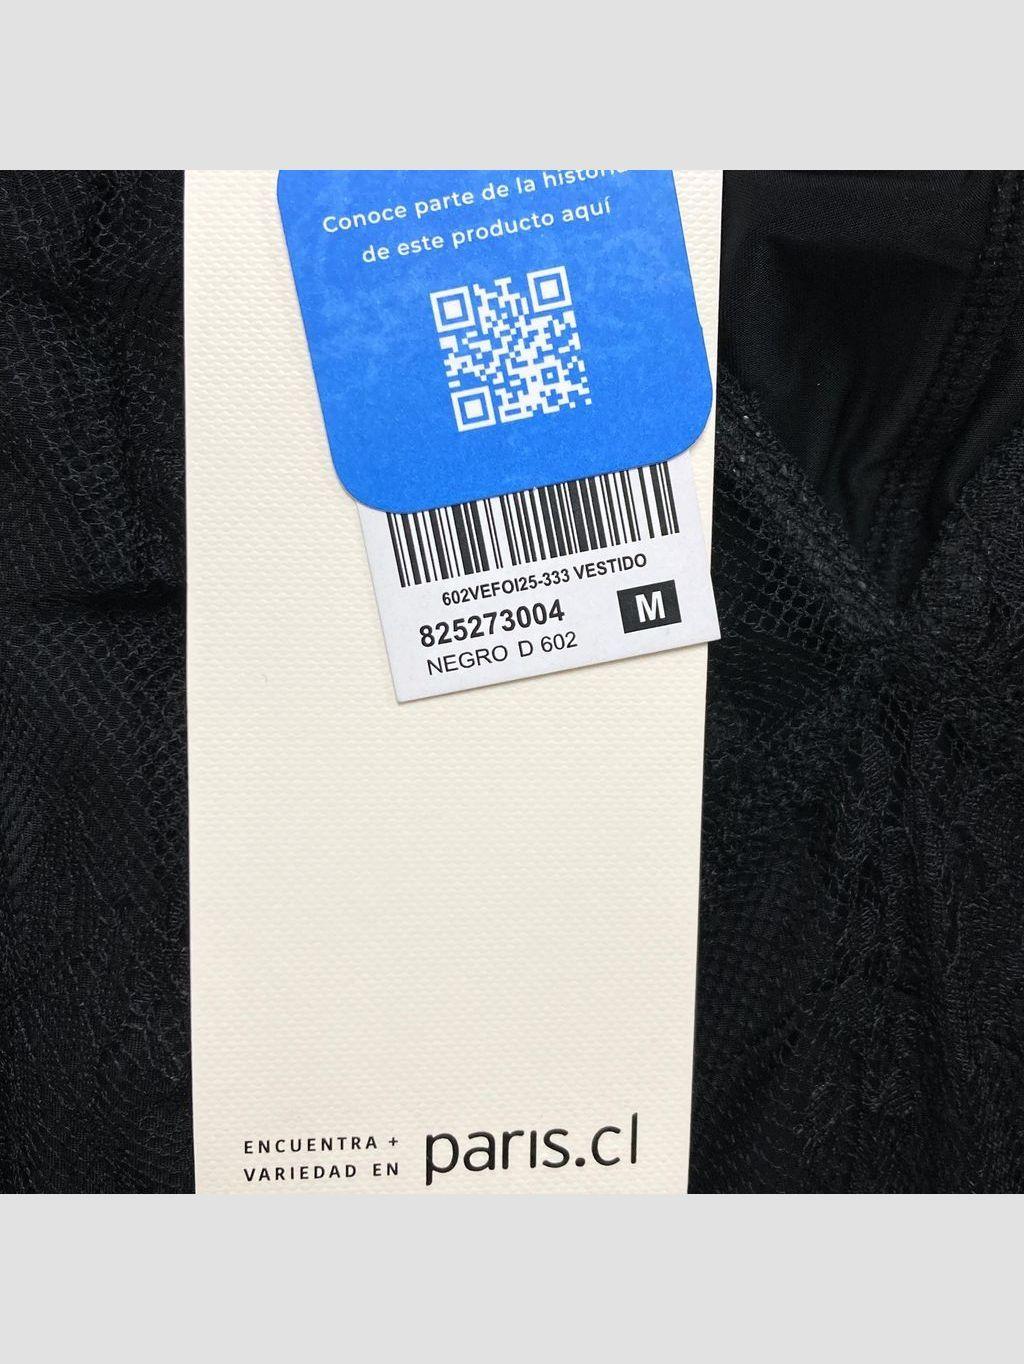 Conoce parte de la historia
de este producto aquí
602VEFOI25-333 VESTIDO
825273004
M
NEGRO D 602
ENCUENTRA +
VARIEDAD EN
paris.cl